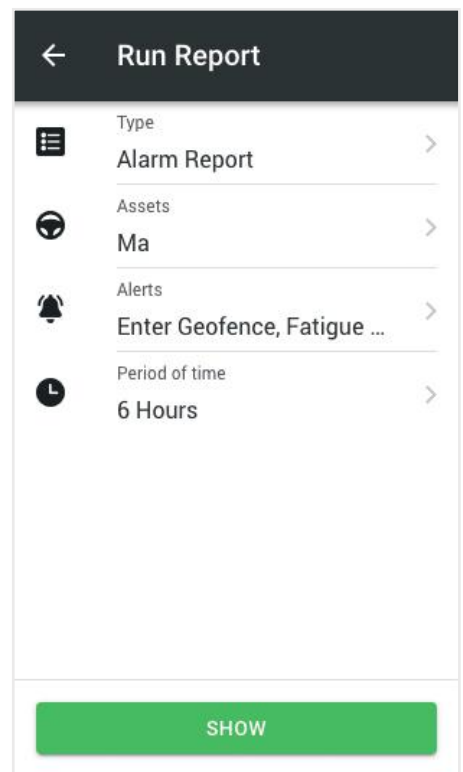 Run Report
Type
Alarm Report
Assets
Ma
Alerts
Enter Geofence, Fatigue ...
Period of time
6 Hours
SHOW